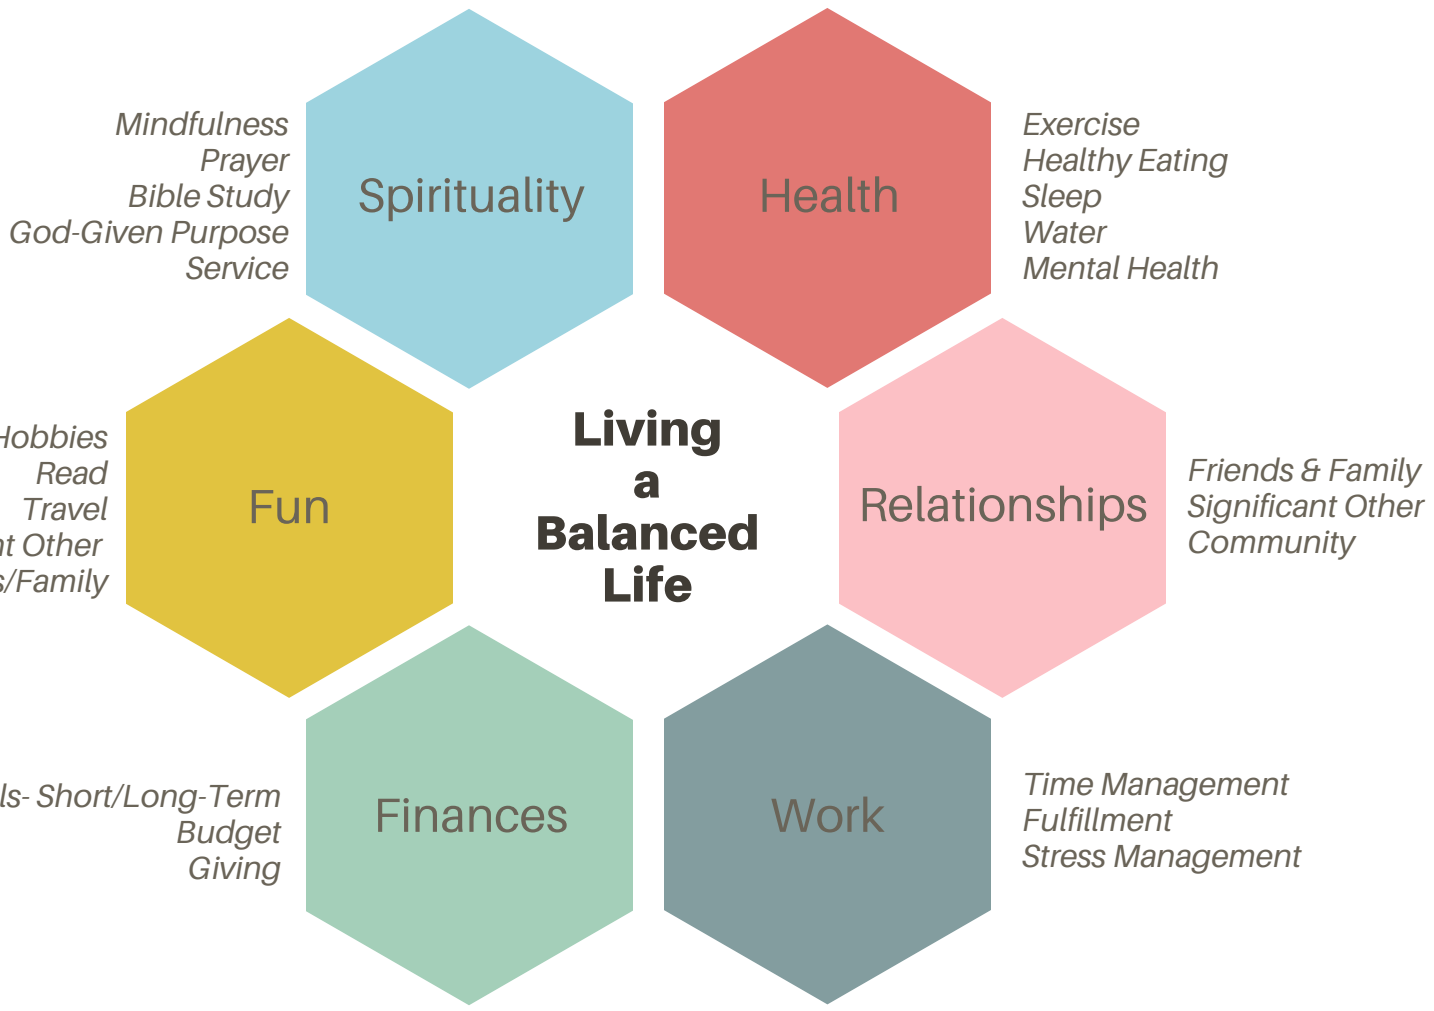 Mindfulness
Prayer
Bible Study
God-Given Purpose
Service
Spirituality
Health
Exercise
Healthy Eating
Sleep
Water
Mental Health
Hobbies
Read
Travel
Other
/Family
Fun
Living
a
Balanced
Life
Relationships
Friends & Family
Significant Other
Community
Short/Long-Term
Budget
Giving
Finances
Work
Time Management
Fulfillment
Stress Management